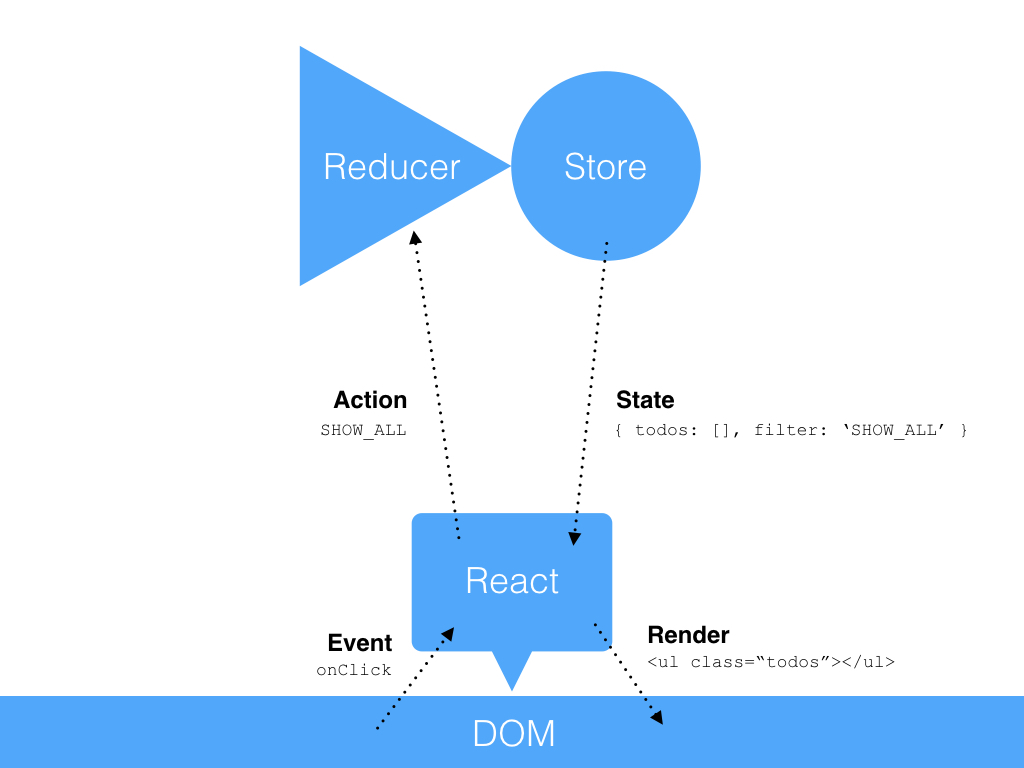 Reducer
Store
Action
SHOW_ALL
State
{ todos: [], filter: ‘SHOW_ALL’ }
React
Event
onClick
Render
<ul class=“todos”></ul>
DOM